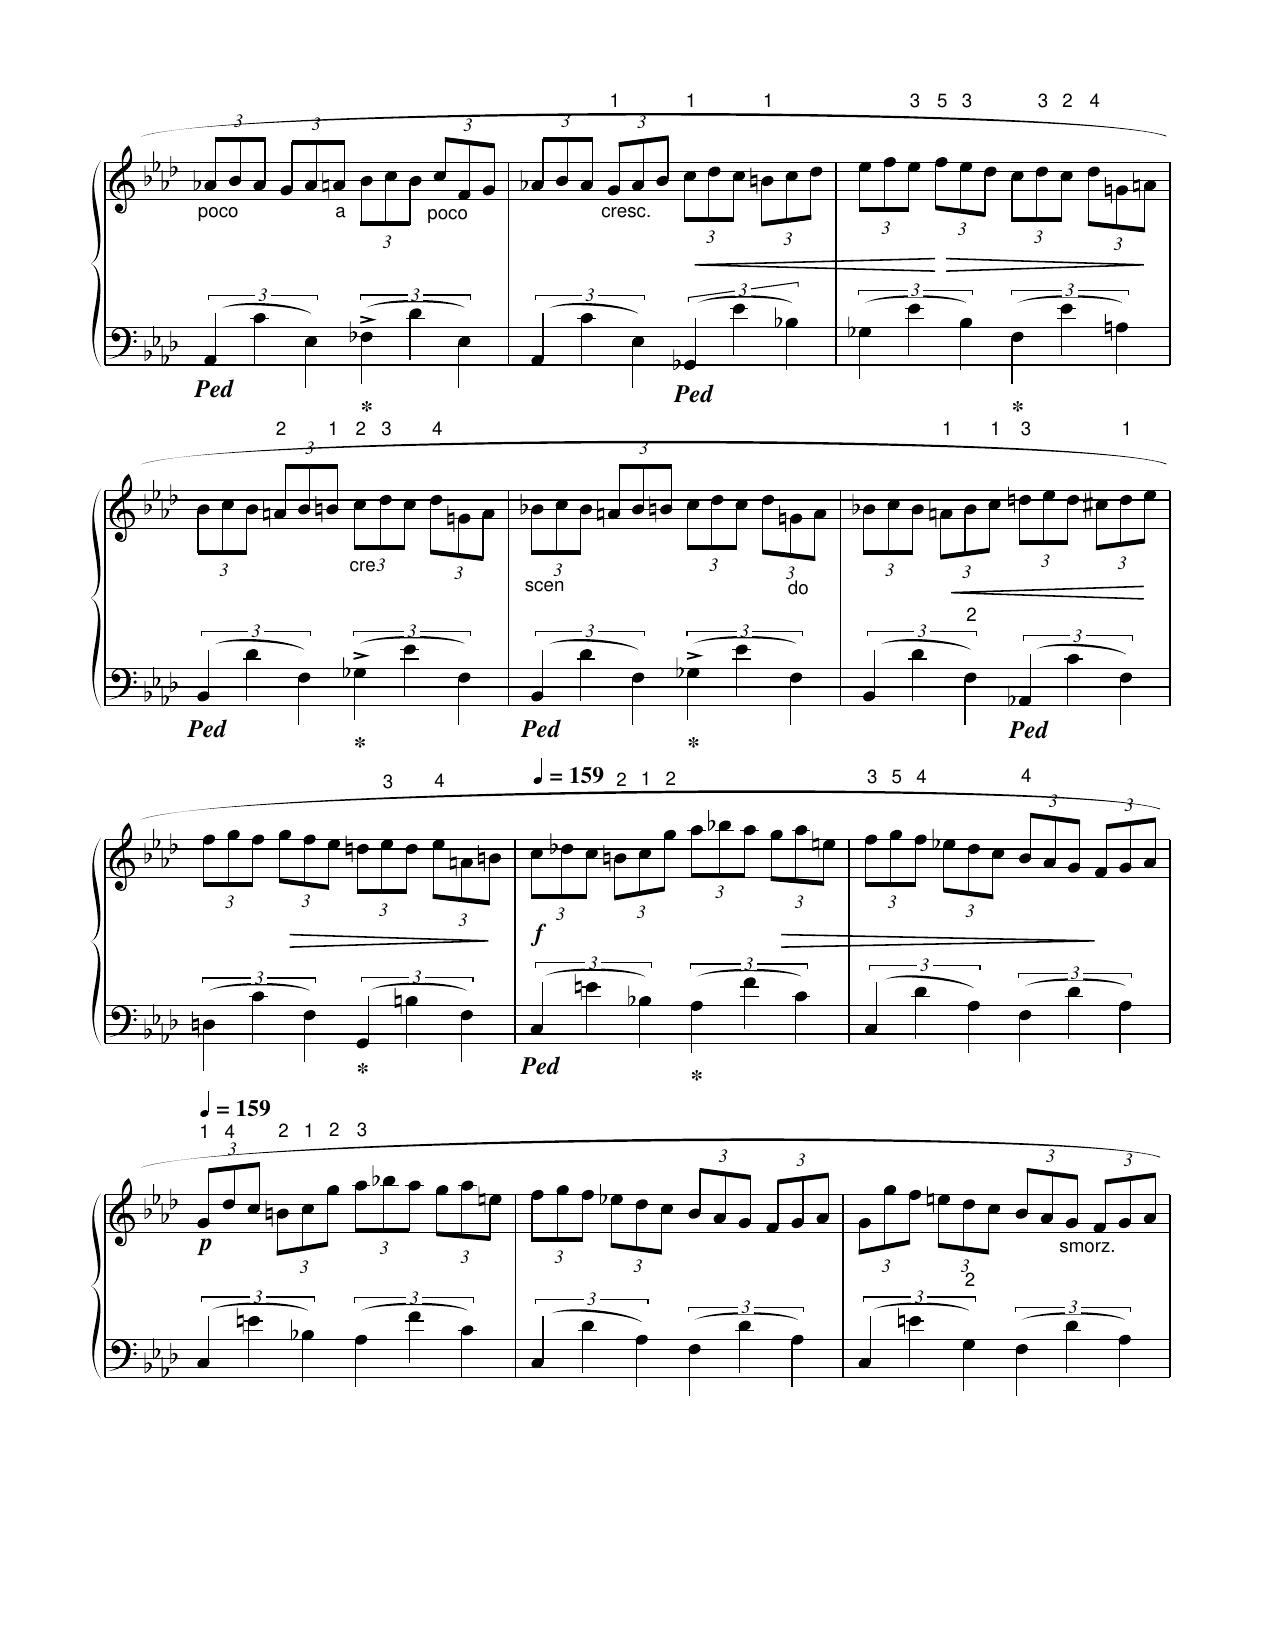 1 1 1 3 5 3 3 2 4
3 3 3 3 3
poco a poco cresc.
3 3 3 3 3 3 3
3 3 3 3 3 3
Ped * Ped *
2 1 2 3 4 1 1 3 1
3 3
3 cre3 3 3 3 3 3 3 3 3
scen do
2
3 3 3 3 3 3
Ped * Ped * Ped
♩ = 159
3 4 2 1 2 3 5 4 4
3 3
3 3 3 3 3 3 3 3 3 3
f
3 3 3 3 3 3
* Ped *
♩ = 159
1 4 2 1 2 3
3 3 3 3 3
p 3 3 3 3 3 3 3 smorz.
2
3 3 3 3 3 3